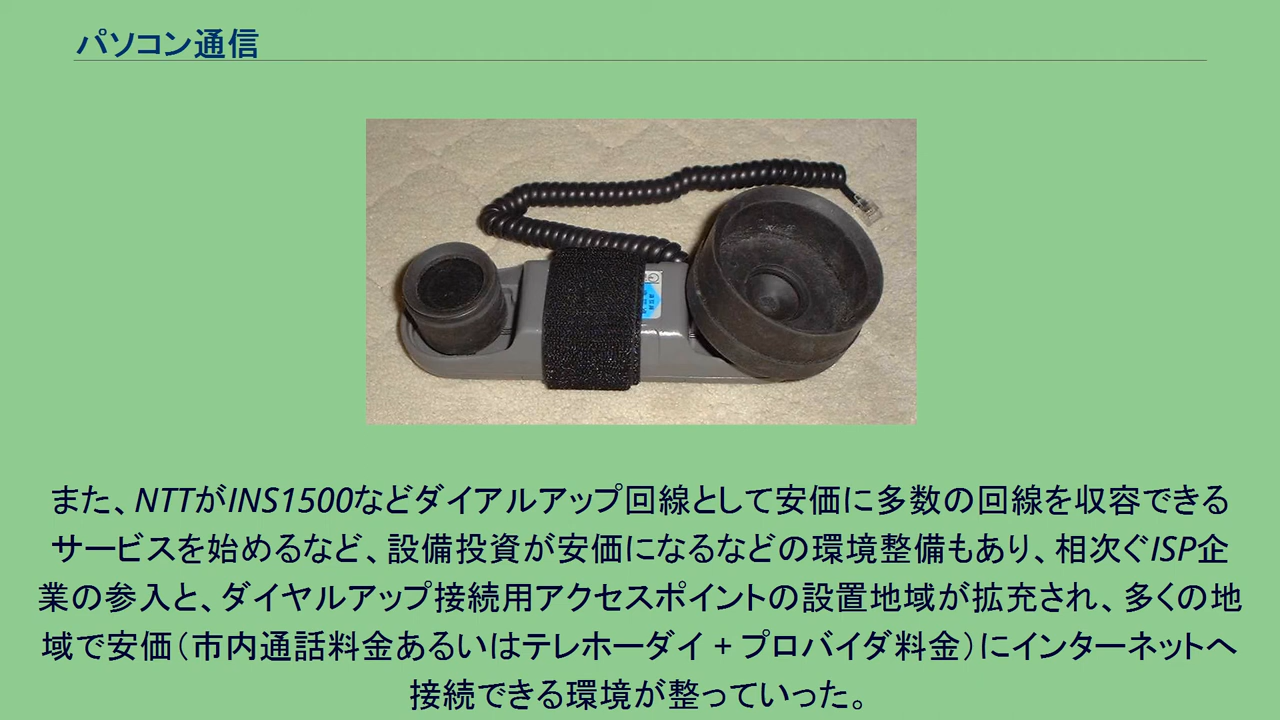 パソコン通信
また、NTTがINS1500などダイアルアップ回線として安価に多数の回線を収容できる
サービスを始めるなど、設備投資が安価になるなどの環境整備もあり、相次ぐISP企
業の参入と、ダイヤルアップ接続用アクセスポイントの設置地域が拡充され、多くの地
域で安価（市内通話料金あるいはテレホーダイ + プロバイダ料金）にインターネットへ
接続できる環境が整っていった。